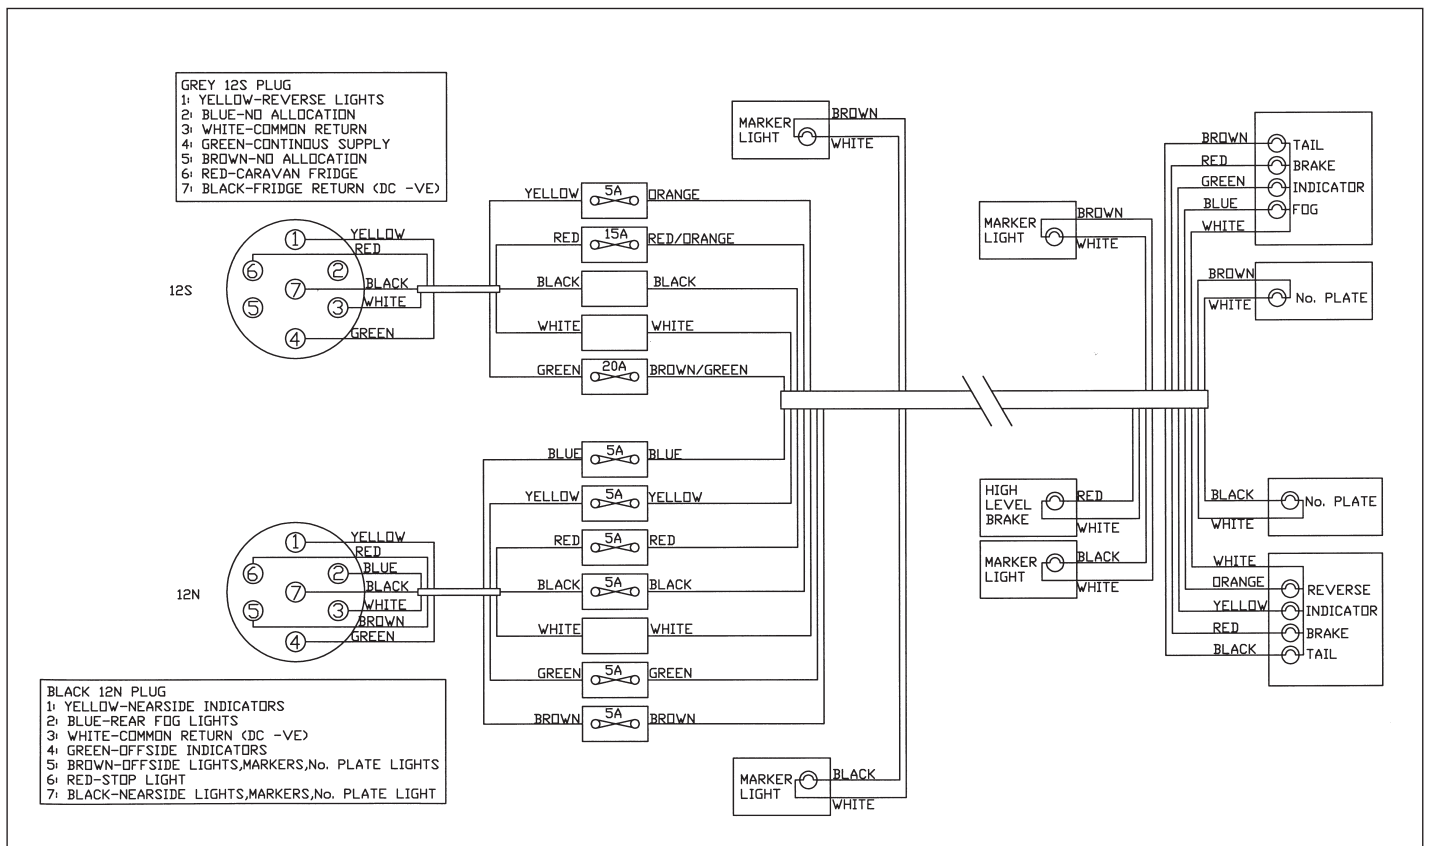 GREY 12S PLUG
1: YELLOW-REVERSE LIGHTS
2: BLUE-NO ALLOCATION
3: WHITE-COMMON RETURN
4: GREEN-CONTINOUS SUPPLY
5: BROWN-NO ALLOCATION
6: RED-CARAVAN FRIDGE
7: BLACK-FRIDGE RETURN (DC -VE)
12S
1
6
2
7
5
3
4
YELLOW
RED
BLACK
WHITE
GREEN
YELLOW 5A ORANGE
RED 15A RED/ORANGE
BLACK BLACK
WHITE WHITE
GREEN 20A BROWN/GREEN
BLUE 5A BLUE
YELLOW 5A YELLOW
RED 5A RED
BLACK 5A BLACK
WHITE WHITE
GREEN 5A GREEN
BROWN 5A BROWN
12N
1
6
2
7
5
3
4
YELLOW
RED
BLUE
BLACK
WHITE
BROWN
GREEN
BLACK 12N PLUG
1: YELLOW-NEARSIDE INDICATORS
2: BLUE-REAR FOG LIGHTS
3: WHITE-COMMON RETURN (DC -VE)
4: GREEN-OFFSIDE INDICATORS
5: BROWN-OFFSIDE LIGHTS,MARKERS,No. PLATE LIGHTS
6: RED-STOP LIGHT
7: BLACK-NEARSIDE LIGHTS,MARKERS,No. PLATE LIGHT
MARKER
LIGHT
BROWN
WHITE
MARKER
LIGHT
BLACK
WHITE
MARKER
LIGHT
BROWN
WHITE
HIGH
LEVEL
BRAKE
RED
WHITE
MARKER
LIGHT
BLACK
WHITE
BROWN TAIL
RED BRAKE
GREEN INDICATOR
BLUE FOG
WHITE
BROWN
WHITE No. PLATE
BLACK No. PLATE
WHITE
WHITE
ORANGE REVERSE
YELLOW INDICATOR
RED BRAKE
BLACK TAIL